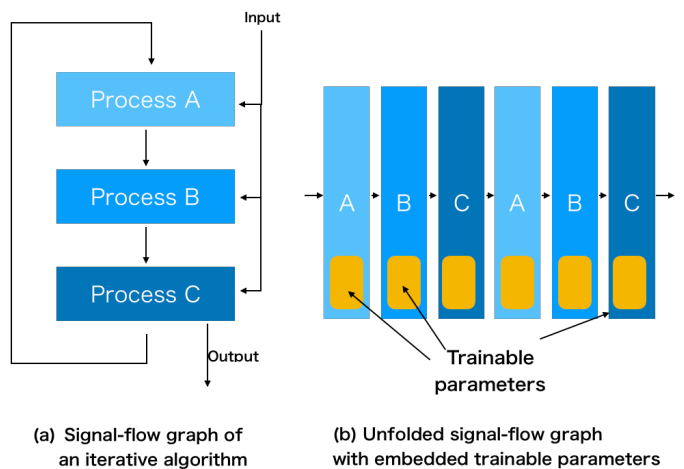 Input
Process A
Process B
Process C
Output
(a) Signal-flow graph of
an iterative algorithm
A B C A B C
Trainable
parameters
(b) Unfolded signal-flow graph
with embedded trainable parameters